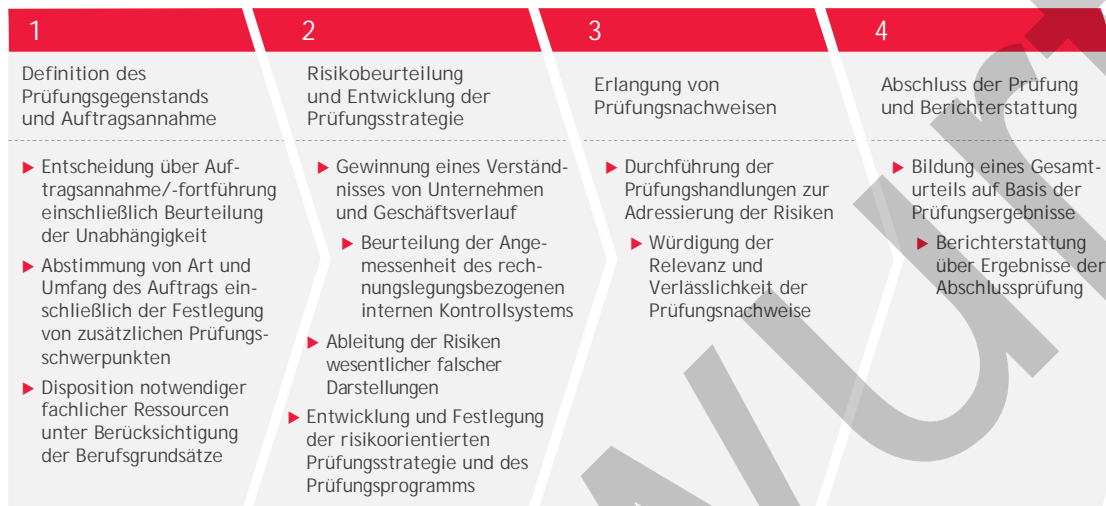 1
Definition des
Prüfungsgegenstands
und Auftragsannahme
▶ Entscheidung über Auf-
tragsannahme/-fortführung
einschließlich Beurteilung
der Unabhängigkeit
▶ Abstimmung von Art und
Umfang des Auftrags ein-
schließlich der Festlegung
von zusätzlichen Prüfungs-
schwerpunkten
▶ Disposition notwendiger
fachlicher Ressourcen
unter Berücksichtigung
der Berufsgrundsätze
2
Risikobeurteilung
und Entwicklung der
Prüfungsstrategie
▶ Gewinnung eines Verständ-
nisses von Unternehmen
und Geschäftsverlauf
▶ Beurteilung der Ange-
messenheit des rech-
nungslegungsbezogenen
internen Kontrollsystems
▶ Ableitung der Risiken
wesentlicher falscher
Darstellungen
▶ Entwicklung und Festlegung
der risikoorientierten
Prüfungsstrategie und des
Prüfungsprogramms
3
Erlangung von
Prüfungsnachweisen
▶ Durchführung der
Prüfungshandlungen zur
Adressierung der Risiken
▶ Würdigung der
Relevanz und
Verlässlichkeit der
Prüfungsnachweise
4
Abschluss der Prüfung
und Berichterstattung
▶ Bildung eines Gesamt-
urteils auf Basis der
Prüfungsergebnisse
▶ Berichterstattung
über Ergebnisse der
Abschlussprüfung